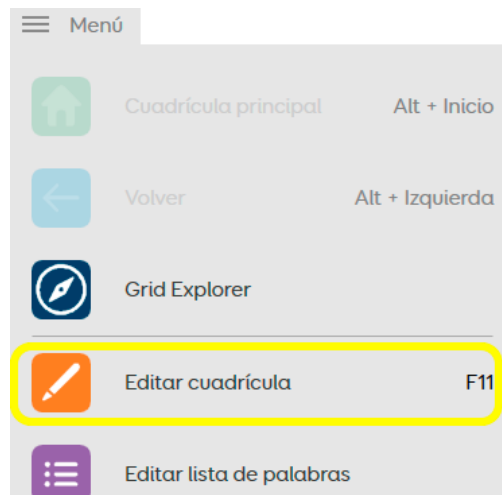 Menú
Cuadrícula principal Alt + Inicio
Volver Alt + Izquierda
Grid Explorer
Editar cuadrícula F11
Editar lista de palabras